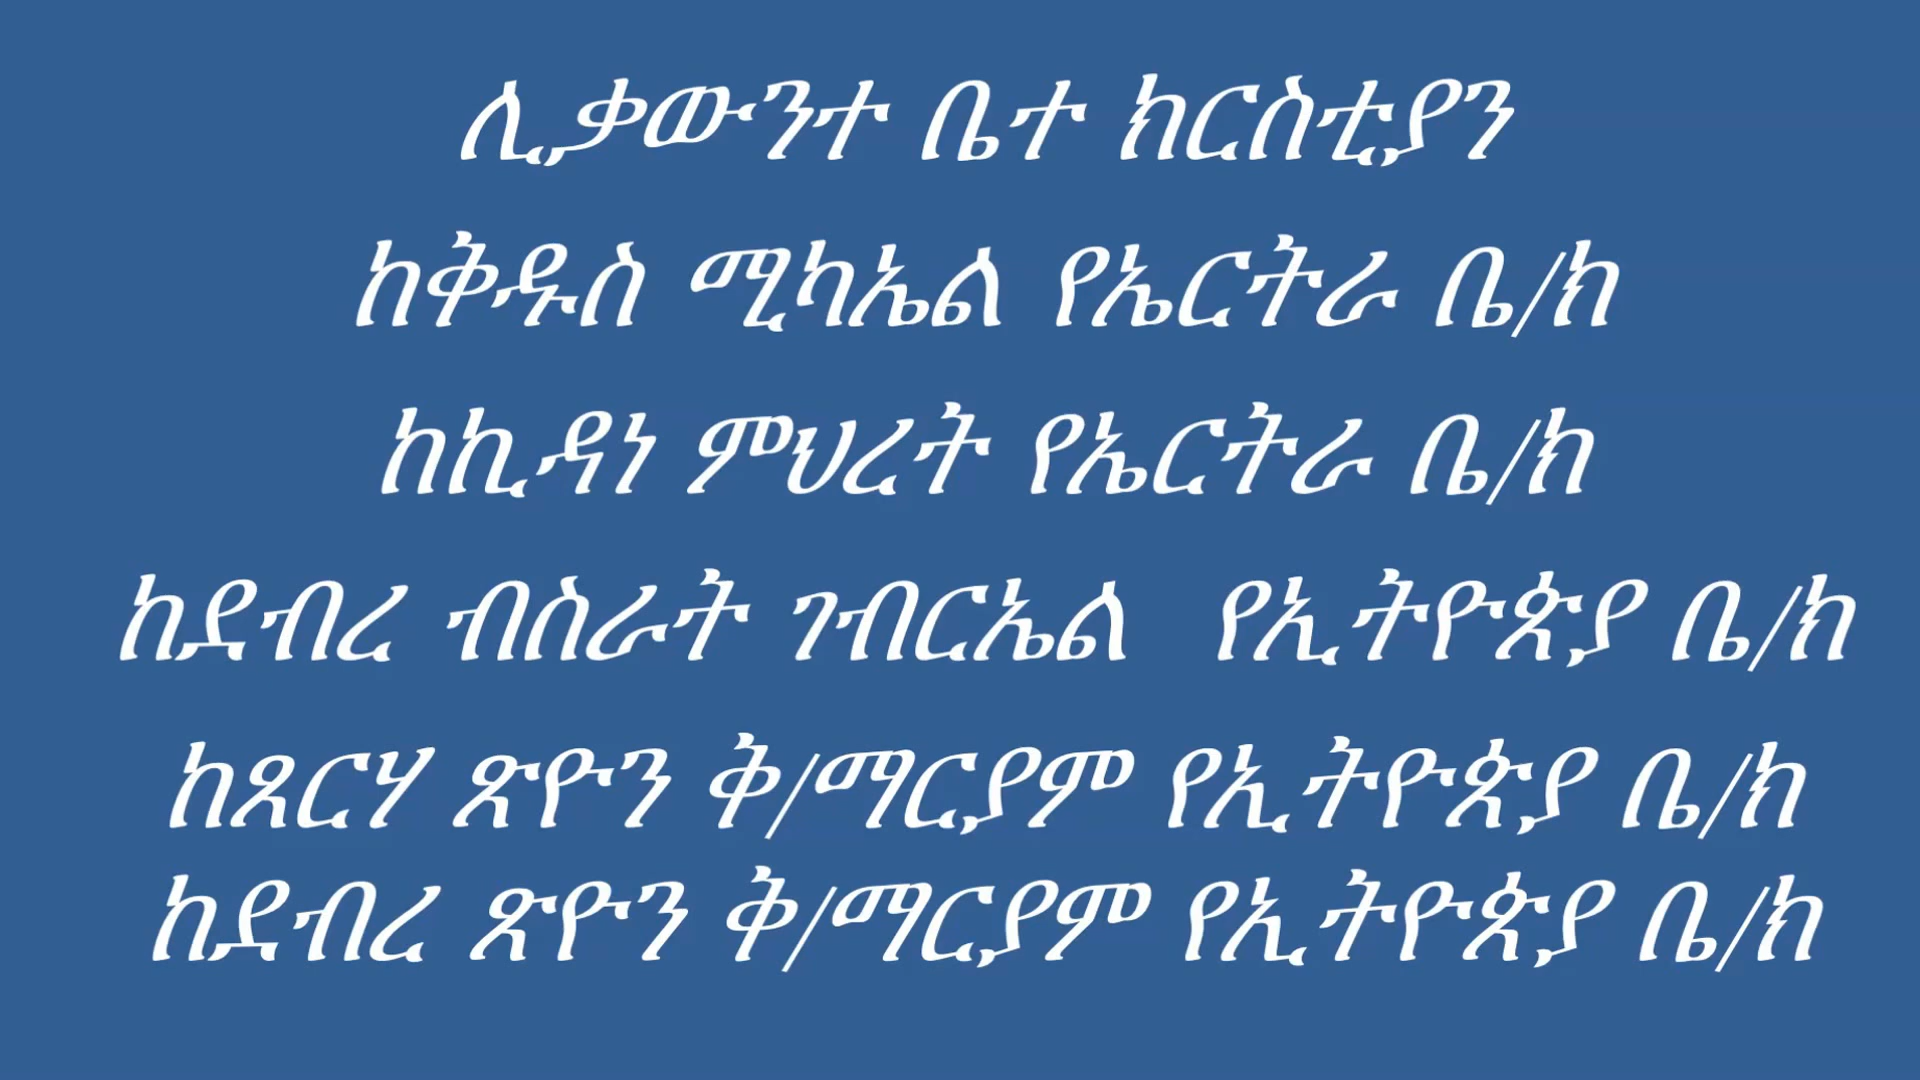 ሊቃውንተ ቤተ ክርስቲያን
ከቅዱስ ሚካኤል የኤርትራ ቤ/ክ
ከኪዳነ ምህረት የኤርትራ ቤ/ክ
ከደብረ ብስራት ገብርኤል የኢትዮጵያ ቤ/ክ
ከጸርሃ ጽዮን ቅ/ማርያም የኢትዮጵያ ቤ/ክ
ከደብረ ጽዮን ቅ/ማርያም የኢትዮጵያ ቤ/ክ